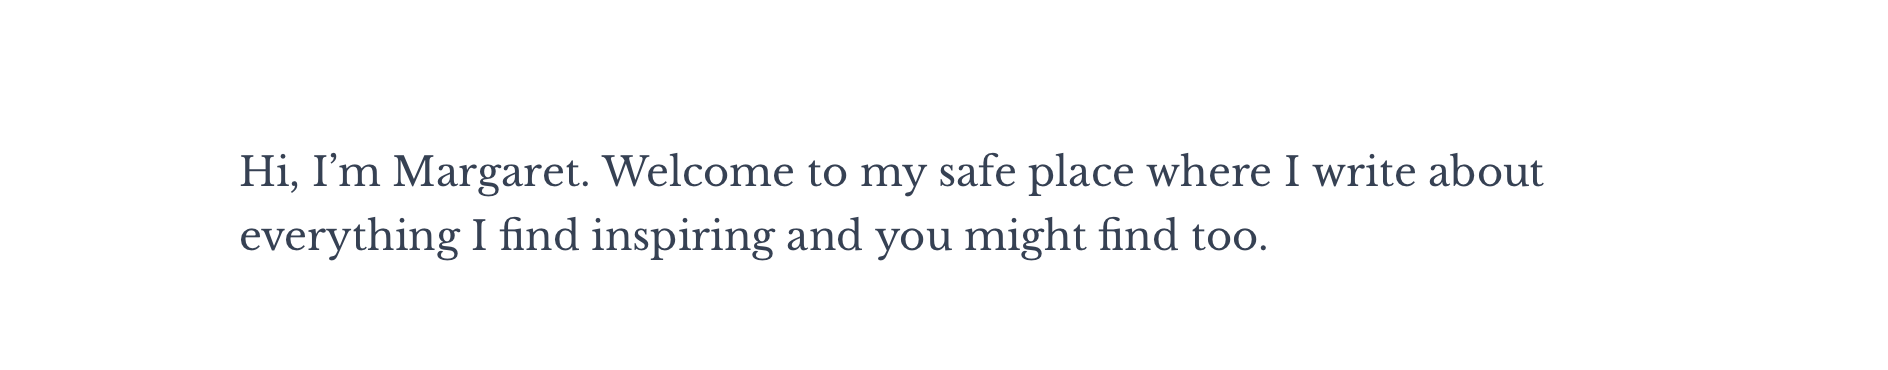 Hi, I’m Margaret. Welcome to my safe place where I write about
everything I find inspiring and you might find too.